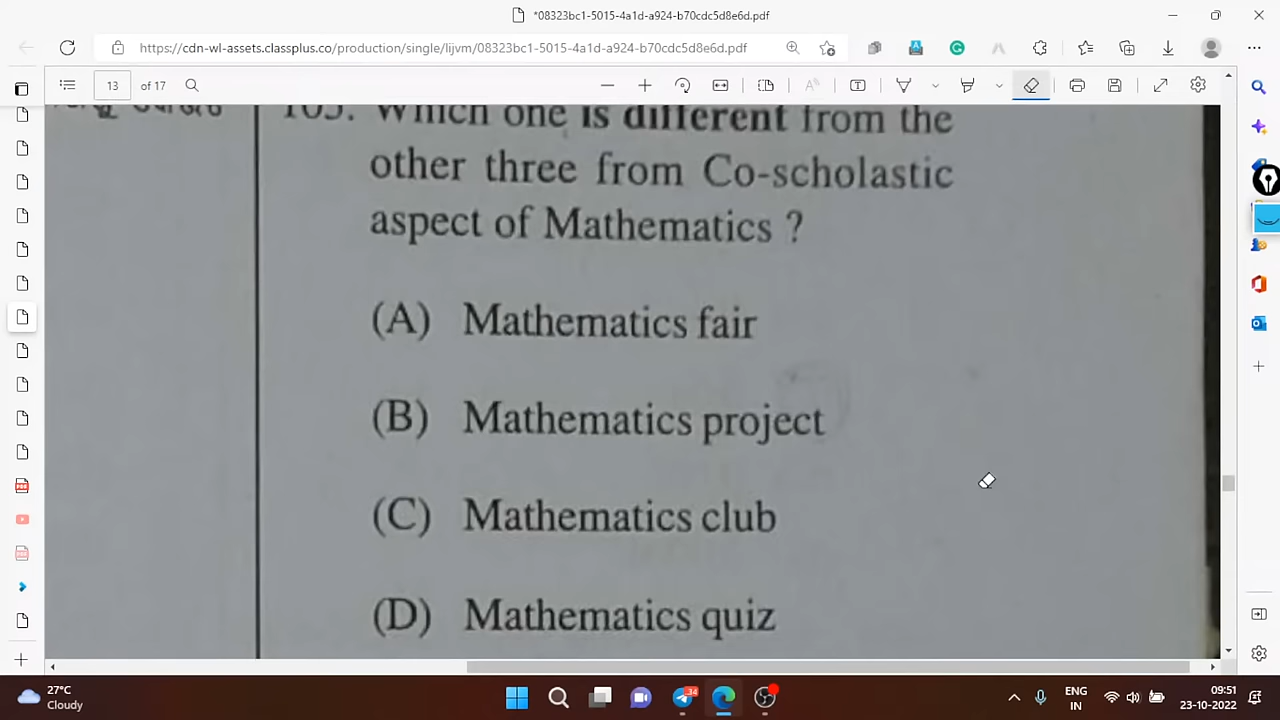 *08323bc1-5015-4a1d-a924-b70cdc5d8e6d.pdf
https://cdn-wl-assets.classplus.co/production/single/lijvm/08323bc1-5015-4a1d-a924-b70cdc5d8e6d.pdf
13 of 17
Which one is different from the
other three from Co-scholastic
aspect of Mathematics ?
(A) Mathematics fair
(B) Mathematics project
(C) Mathematics club
(D) Mathematics quiz
27°C
Cloudy
34
ENG
IN
09:51
23-10-2022